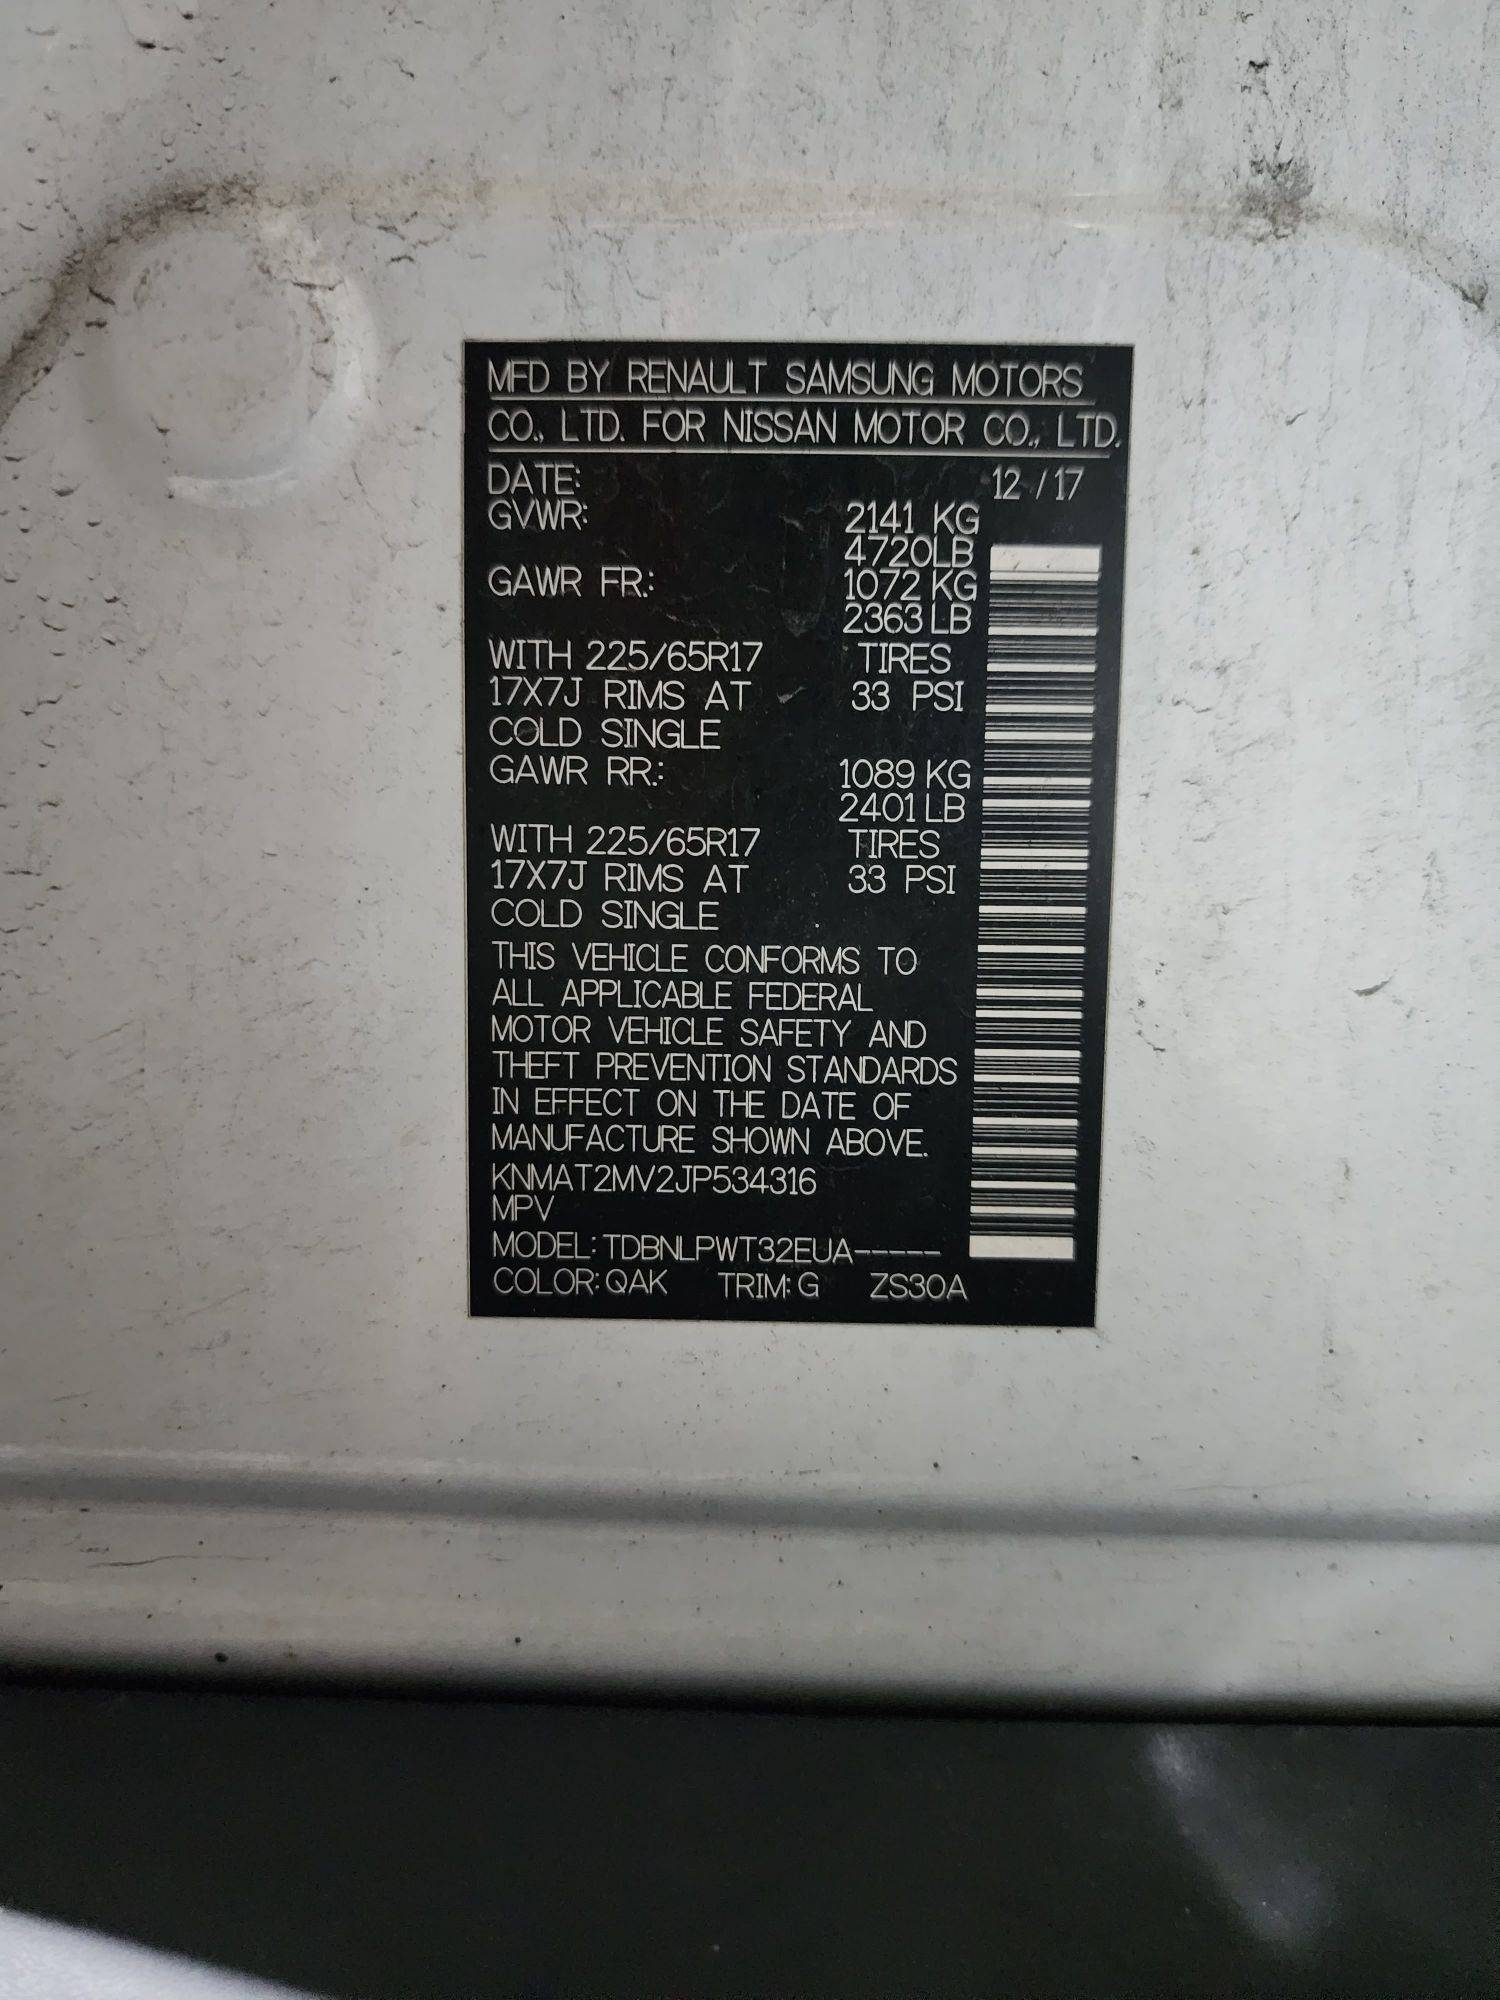 MFD BY RENAULT SAMSUNG MOTORS
CO., LTD. FOR NISSAN MOTOR CO., LTD.
DATE: 12 / 17
GVWR: 2141 KG
4720LB
GAWR FR.: 1072 KG
2363 LB
WITH 225/65R17 TIRES
17X7J RIMS AT 33 PSI
COLD SINGLE
GAWR RR.: 1089 KG
2401 LB
WITH 225/65R17 TIRES
17X7J RIMS AT 33 PSI
COLD SINGLE
THIS VEHICLE CONFORMS TO
ALL APPLICABLE FEDERAL
MOTOR VEHICLE SAFETY AND
THEFT PREVENTION STANDARDS
IN EFFECT ON THE DATE OF
MANUFACTURE SHOWN ABOVE.
KNMAT2MV2JP534316
MPV
MODEL: TDBNLPWT32EUA-----
COLOR: QAK TRIM: G ZS30A